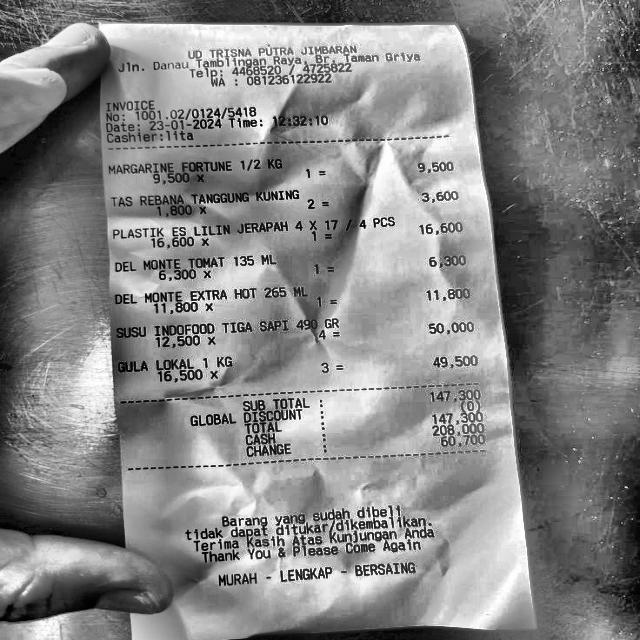 UD TRISNA PUTRA JIMBARAN
Jln. Danau Tamblingan Raya, Br. Taman Griya
Telp: 4468520 / 4725822
WA : 081236122922
INVOICE
No: 1001.02/0124/5418
Date: 23-01-2024 Time: 12:32:10
Cashier:lita
MARGARINE FORTUNE 1/2 KG
9,500 x 1 = 9,500
TAS REBANA TANGGUNG KUNING
1,800 x 2 = 3,600
PLASTIK ES LILIN JERAPAH 4 X 17 / 4 PCS
16,600 x 1 = 16,600
DEL MONTE TOMAT 135 ML
6,300 x 1 = 6,300
DEL MONTE EXTRA HOT 265 ML
11,800 x 1 = 11,800
SUSU INDOFOOD TIGA SAPI 490 GR
12,500 x 4 = 50,000
GULA LOKAL 1 KG
16,500 x 3 = 49,500
SUB TOTAL : 147,300
GLOBAL DISCOUNT : (0)
TOTAL : 147,300
CASH : 208,000
CHANGE : 60,700
Barang yang sudah dibeli
tidak dapat ditukar/dikembalikan.
Terima Kasih Atas Kunjungan Anda
Thank You & Please Come Again
MURAH - LENGKAP - BERSAING